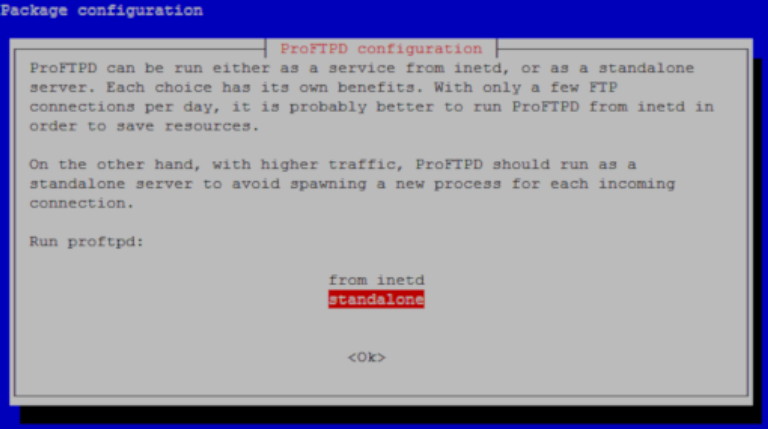 Package configuration
ProFTPD configuration
ProFTPD can be run either as a service from inetd, or as a standalone
server. Each choice has its own benefits. With only a few FTP
connections per day, it is probably better to run ProFTPD from inetd in
order to save resources.
On the other hand, with higher traffic, ProFTPD should run as a
standalone server to avoid spawning a new process for each incoming
connection.
Run proftpd:
from inetd
standalone
<Ok>